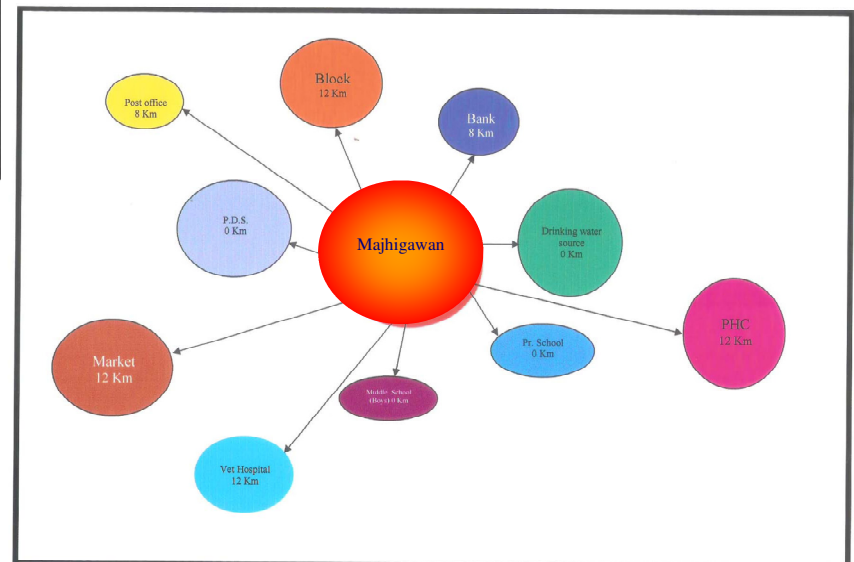 Block
12 Km
Post office
8 Km
Bank
8 Km
P.D.S.
0 Km
Majhigawan
Drinking water
source
0 Km
PHC
12 Km
Pr. School
0 Km
Market
12 Km
Middle School
(Boys) 0 Km
Vet Hospital
12 Km